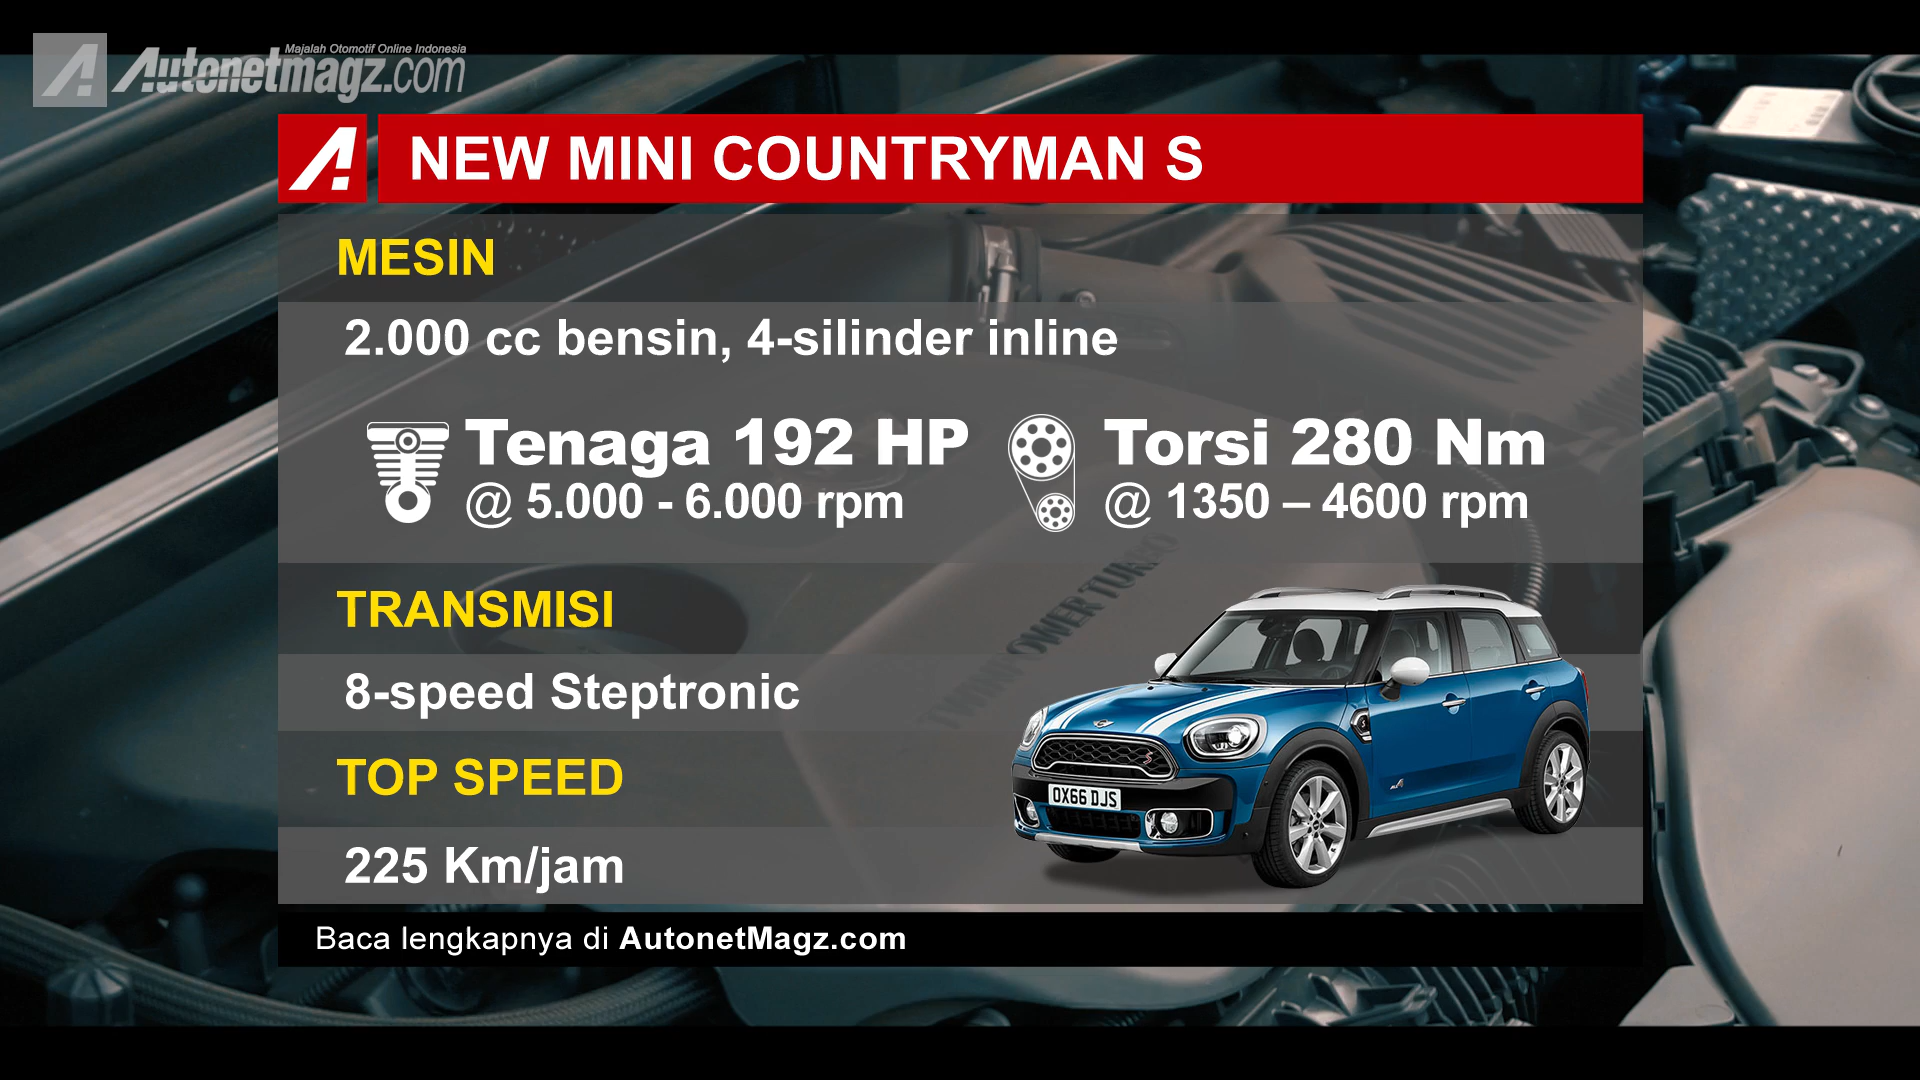 Majalah Otomotif Online Indonesia
Autonetmagz.com
NEW MINI COUNTRYMAN S
MESIN
2.000 cc bensin, 4-silinder inline
Tenaga 192 HP
@ 5.000 - 6.000 rpm
Torsi 280 Nm
@ 1350 – 4600 rpm
TRANSMISI
8-speed Steptronic
TWINPOWER TURBO
TOP SPEED
225 Km/jam
OX66 DJS
Baca lengkapnya di AutonetMagz.com